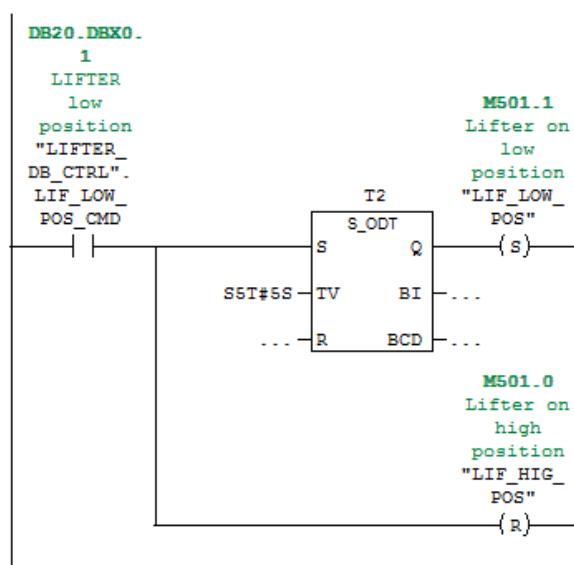 DB20.DBX0.
1
LIFTER
low
position
"LIFTER_
DB_CTRL".
LIF_LOW_
POS_CMD
T2
S_ODT
S
Q
S5T#5S
TV
BI
...
...
R
BCD
...
M501.1
Lifter on
low
position
"LIF_LOW_
POS"
S
M501.0
Lifter on
high
position
"LIF_HIG_
POS"
R